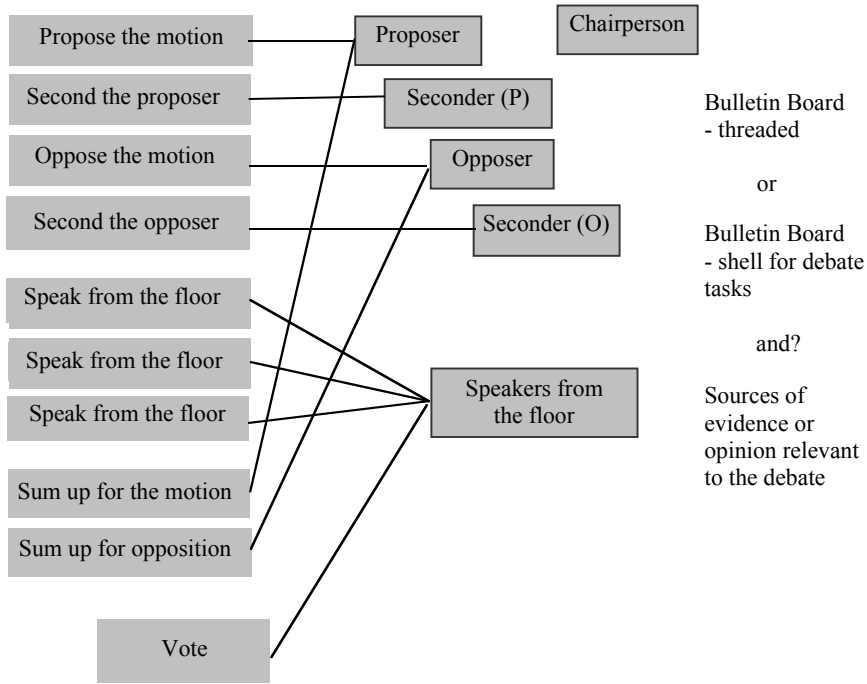 Propose the motion
Second the proposer
Oppose the motion
Second the opposer
Speak from the floor
Speak from the floor
Speak from the floor
Sum up for the motion
Sum up for opposition
Vote
Proposer
Seconder (P)
Opposer
Seconder (O)
Speakers from
the floor
Chairperson
Bulletin Board
- threaded
or
Bulletin Board
- shell for debate
tasks
and?
Sources of
evidence or
opinion relevant
to the debate